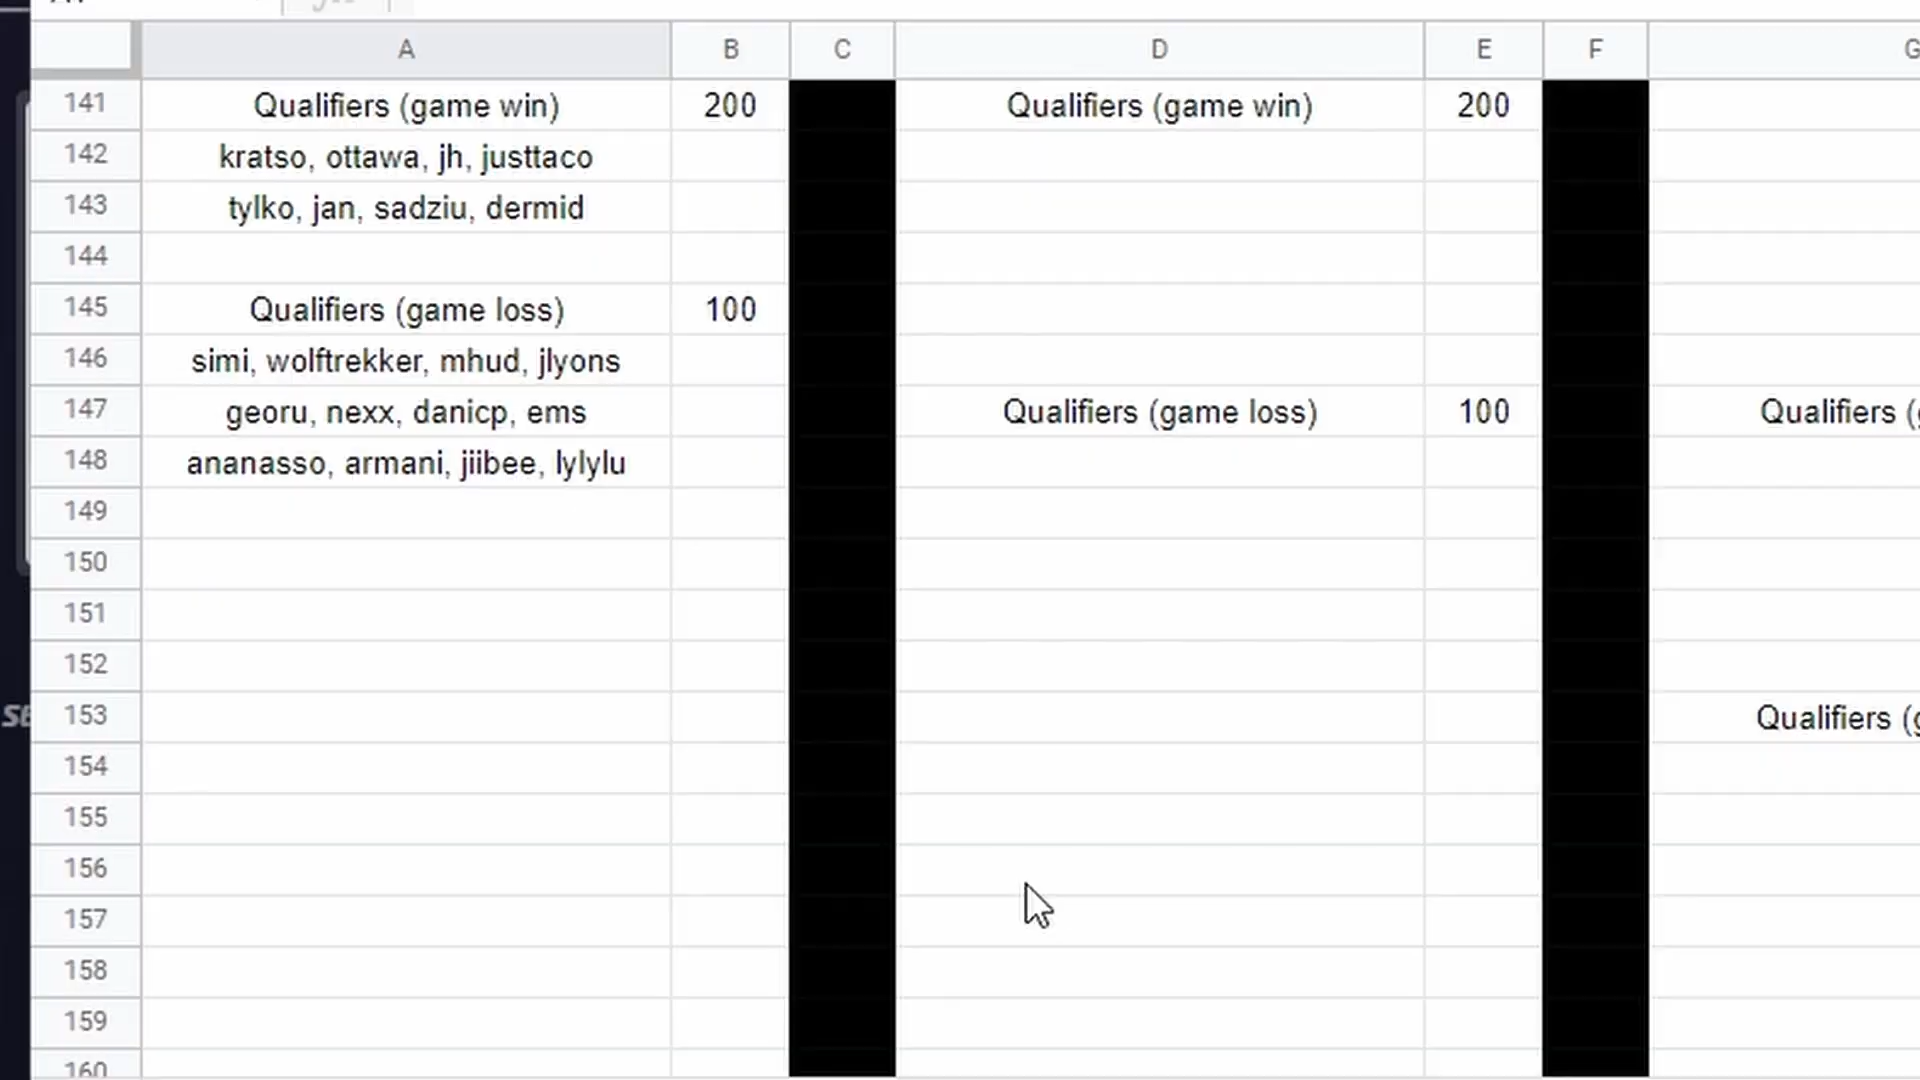 A B C D E F G
141 Qualifiers (game win) 200 Qualifiers (game win) 200
142 kratso, ottawa, jh, justtaco
143 tylko, jan, sadziu, dermid
144
145 Qualifiers (game loss) 100
146 simi, wolftrekker, mhud, jlyons
147 georu, nexx, danicp, ems Qualifiers (game loss) 100 Qualifiers (g
148 ananasso, armani, jiibee, lylylu
149
150
151
152
SE 153 Qualifiers (g
154
155
156
157
158
159
160